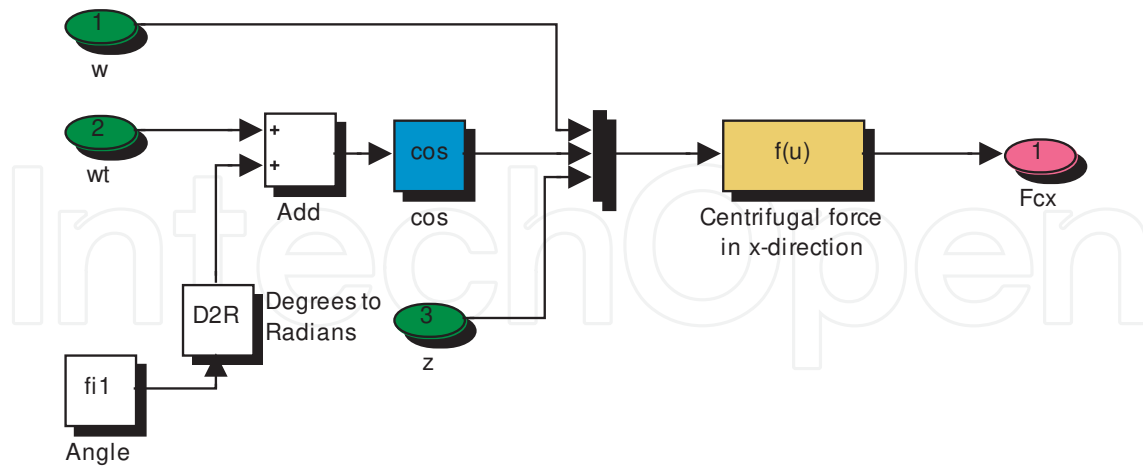 1
w
2
wt
+
+
Add
cos
cos
f(u)
Centrifugal force
in x-direction
1
Fcx
D2R
Degrees to
Radians
3
z
fi1
Angle
IntechOpen